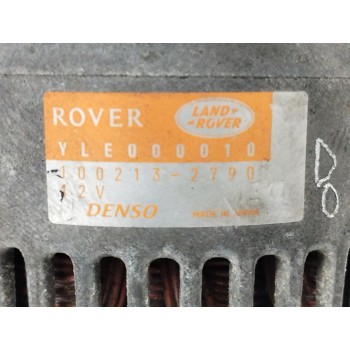 ROVER
LAND-
-ROVER
YLE000010
100213-2790
12V
DENSO
MADE IN JAPAN